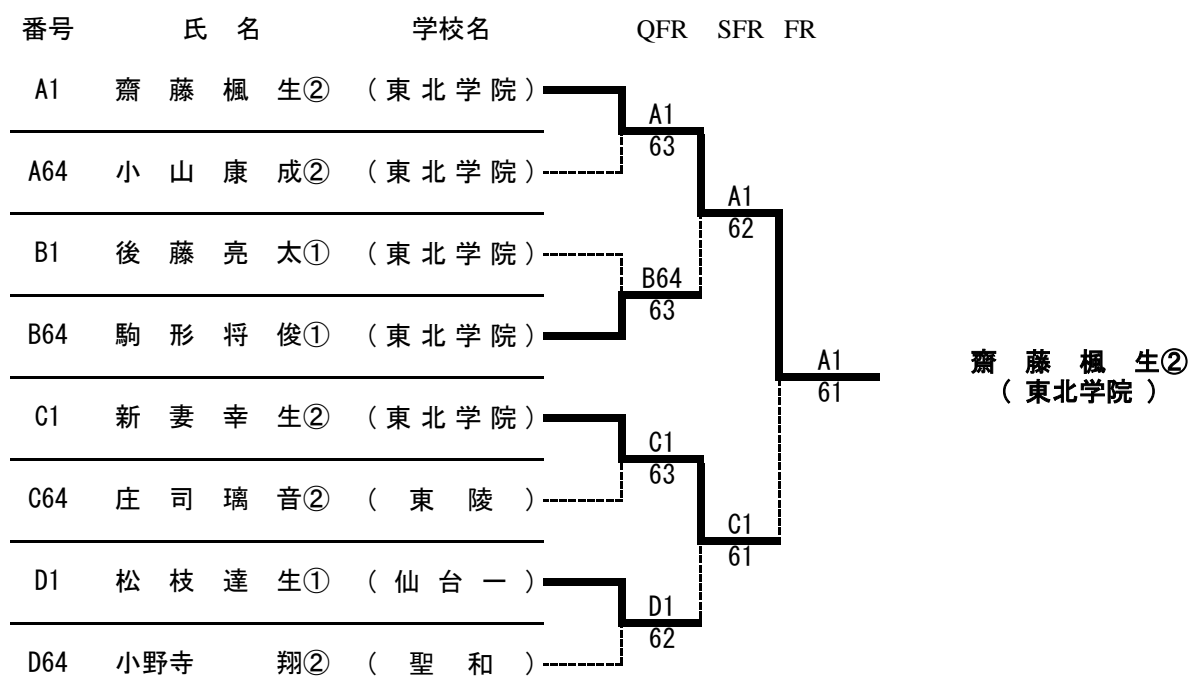 番号 氏 名 学校名 QFR SFR FR
A1 齋 藤 楓 生② (東北学院)
A1
63
A64 小 山 康 成② (東北学院)
A1
62
B1 後 藤 亮 太① (東北学院)
B64
63
B64 駒 形 将 俊① (東北学院)
A1
61
齋 藤 楓 生②
( 東北学院 )
C1 新 妻 幸 生② (東北学院)
C1
63
C64 庄 司 璃 音② ( 東 陵 )
C1
61
D1 松 枝 達 生① ( 仙 台 一 )
D1
62
D64 小野寺 翔② ( 聖 和 )